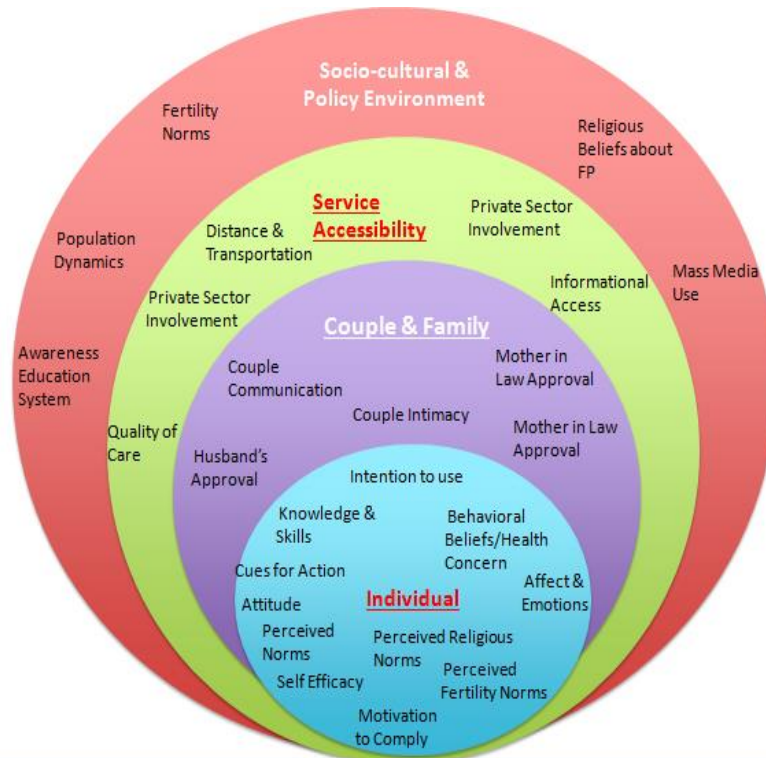 Socio-cultural &
Policy Environment
Fertility
Norms
Religious
Beliefs about
FP
Population
Dynamics
Mass Media
Use
Awareness
Education
System
Service
Accessibility
Distance &
Transportation
Private Sector
Involvement
Private Sector
Involvement
Informational
Access
Quality of
Care
Couple & Family
Couple
Communication
Mother in
Law Approval
Couple Intimacy
Mother in Law
Approval
Husband's
Approval
Intention to use
Knowledge &
Skills
Behavioral
Beliefs/Health
Concern
Cues for Action
Affect &
Emotions
Individual
Attitude
Perceived
Norms
Perceived Religious
Norms
Self Efficacy
Perceived
Fertility Norms
Motivation
to Comply